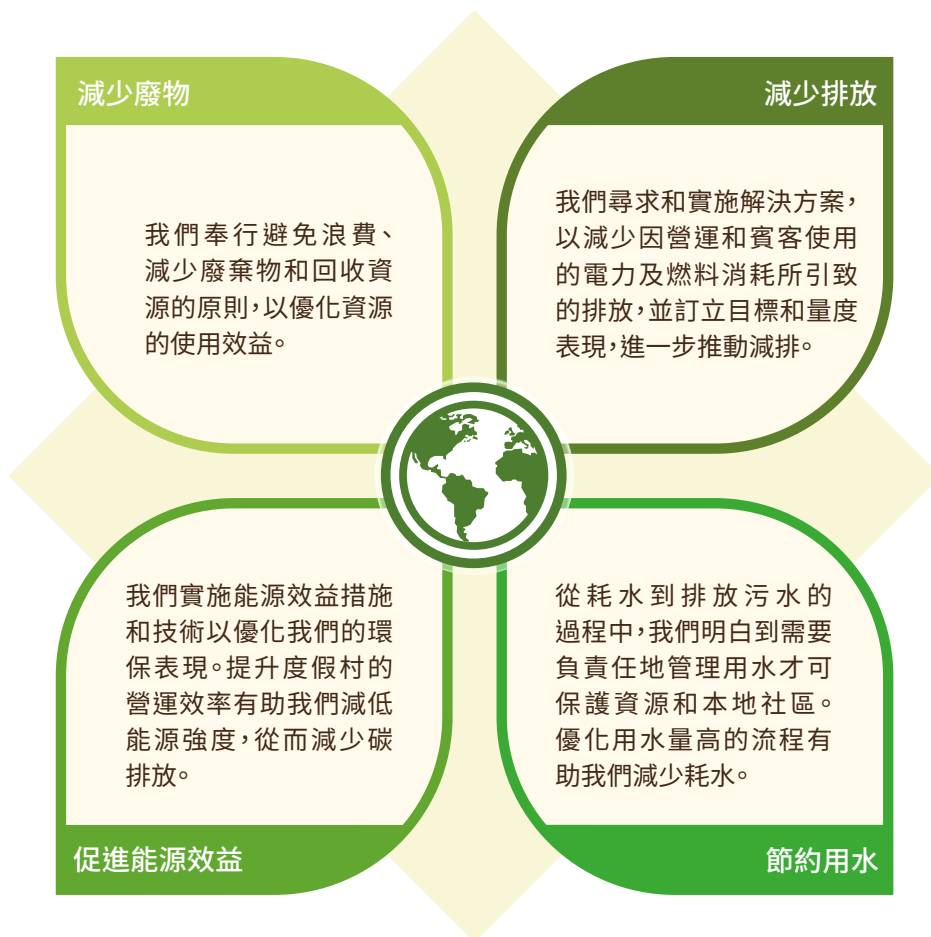 減少廢物
我們奉行避免浪費、
減少廢棄物和回收資
源的原則，以優化資源
的使用效益。
減少排放
我們尋求和實施解決方案，
以減少因營運和賓客使用
的電力及燃料消耗所引致
的排放，並訂立目標和量度
表現，進一步推動減排。
我們實施能源效益措施
和技術以優化我們的環
保表現。提升度假村的
營運效率有助我們減低
能源強度，從而減少碳
排放。
促進能源效益
從耗水到排放污水的
過程中，我們明白到需要
負責任地管理用水才可
保護資源和本地社區。
優化用水量高的流程有
助我們減少耗水。
節約用水